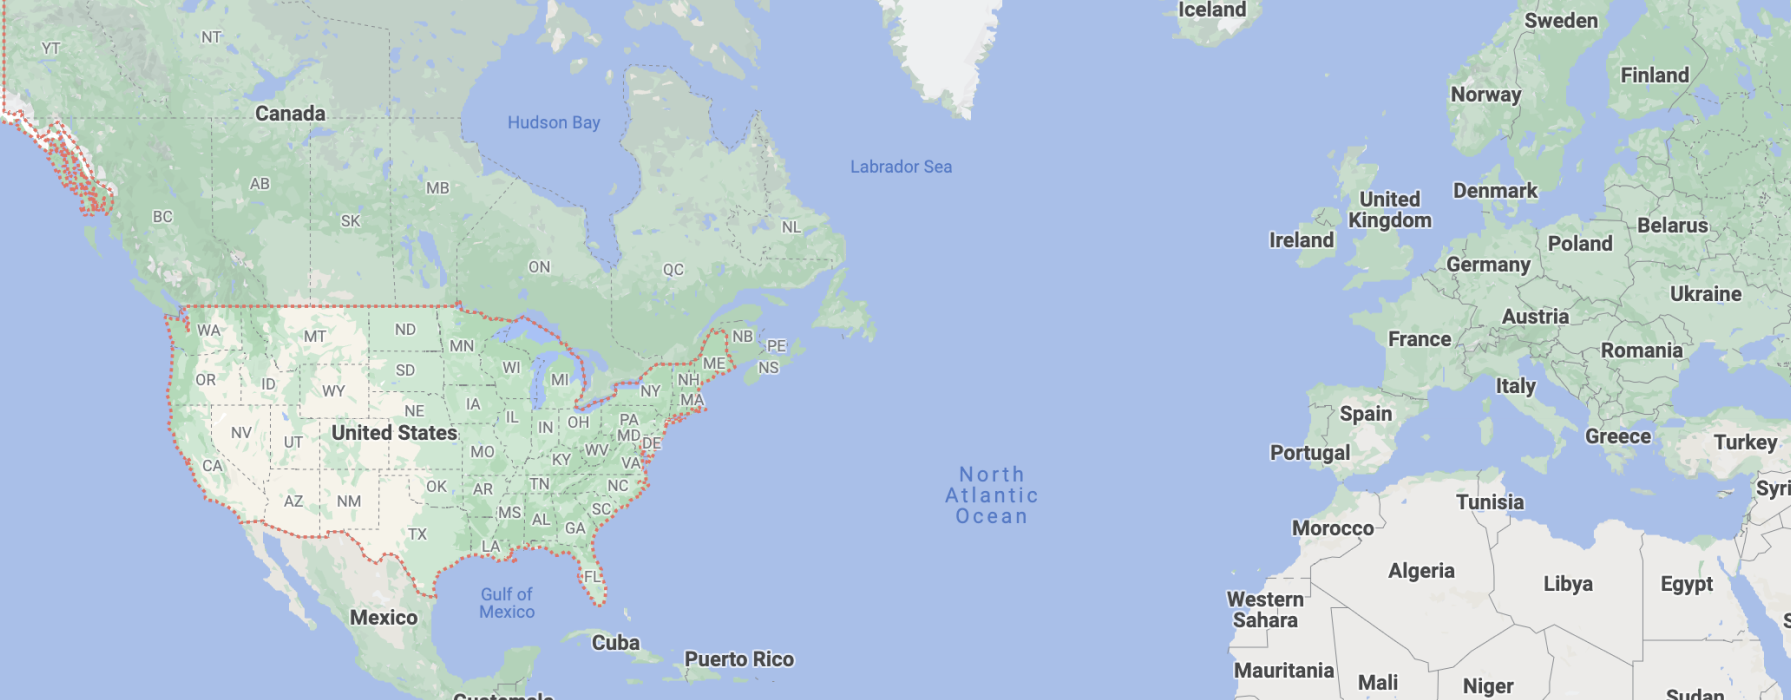 Iceland
Sweden
YT
NT
Finland
Norway
Canada
Hudson Bay
Labrador Sea
AB
MB
Denmark
United
Kingdom
BC
SK
NL
Belarus
Ireland
Poland
ON
QC
Germany
Ukraine
Austria
WA
MT
ND
MN
NB
PE
France
Romania
OR
ID
WY
SD
WI
MI
NY
NH
ME
NS
Italy
NE
IA
IL
IN
OH
PA
MA
Spain
NV
UT
United States
MD
DE
Greece
Turkey
CA
MO
KY
WV
VA
Portugal
AZ
NM
OK
AR
TN
NC
North
Atlantic
Ocean
Syri
Tunisia
MS
AL
GA
SC
Morocco
TX
LA
FL
Algeria
Libya
Egypt
Gulf of
Mexico
Western
Sahara
Mexico
S
Cuba
Puerto Rico
Mauritania
Mali
Niger
Sudan
Guatemala